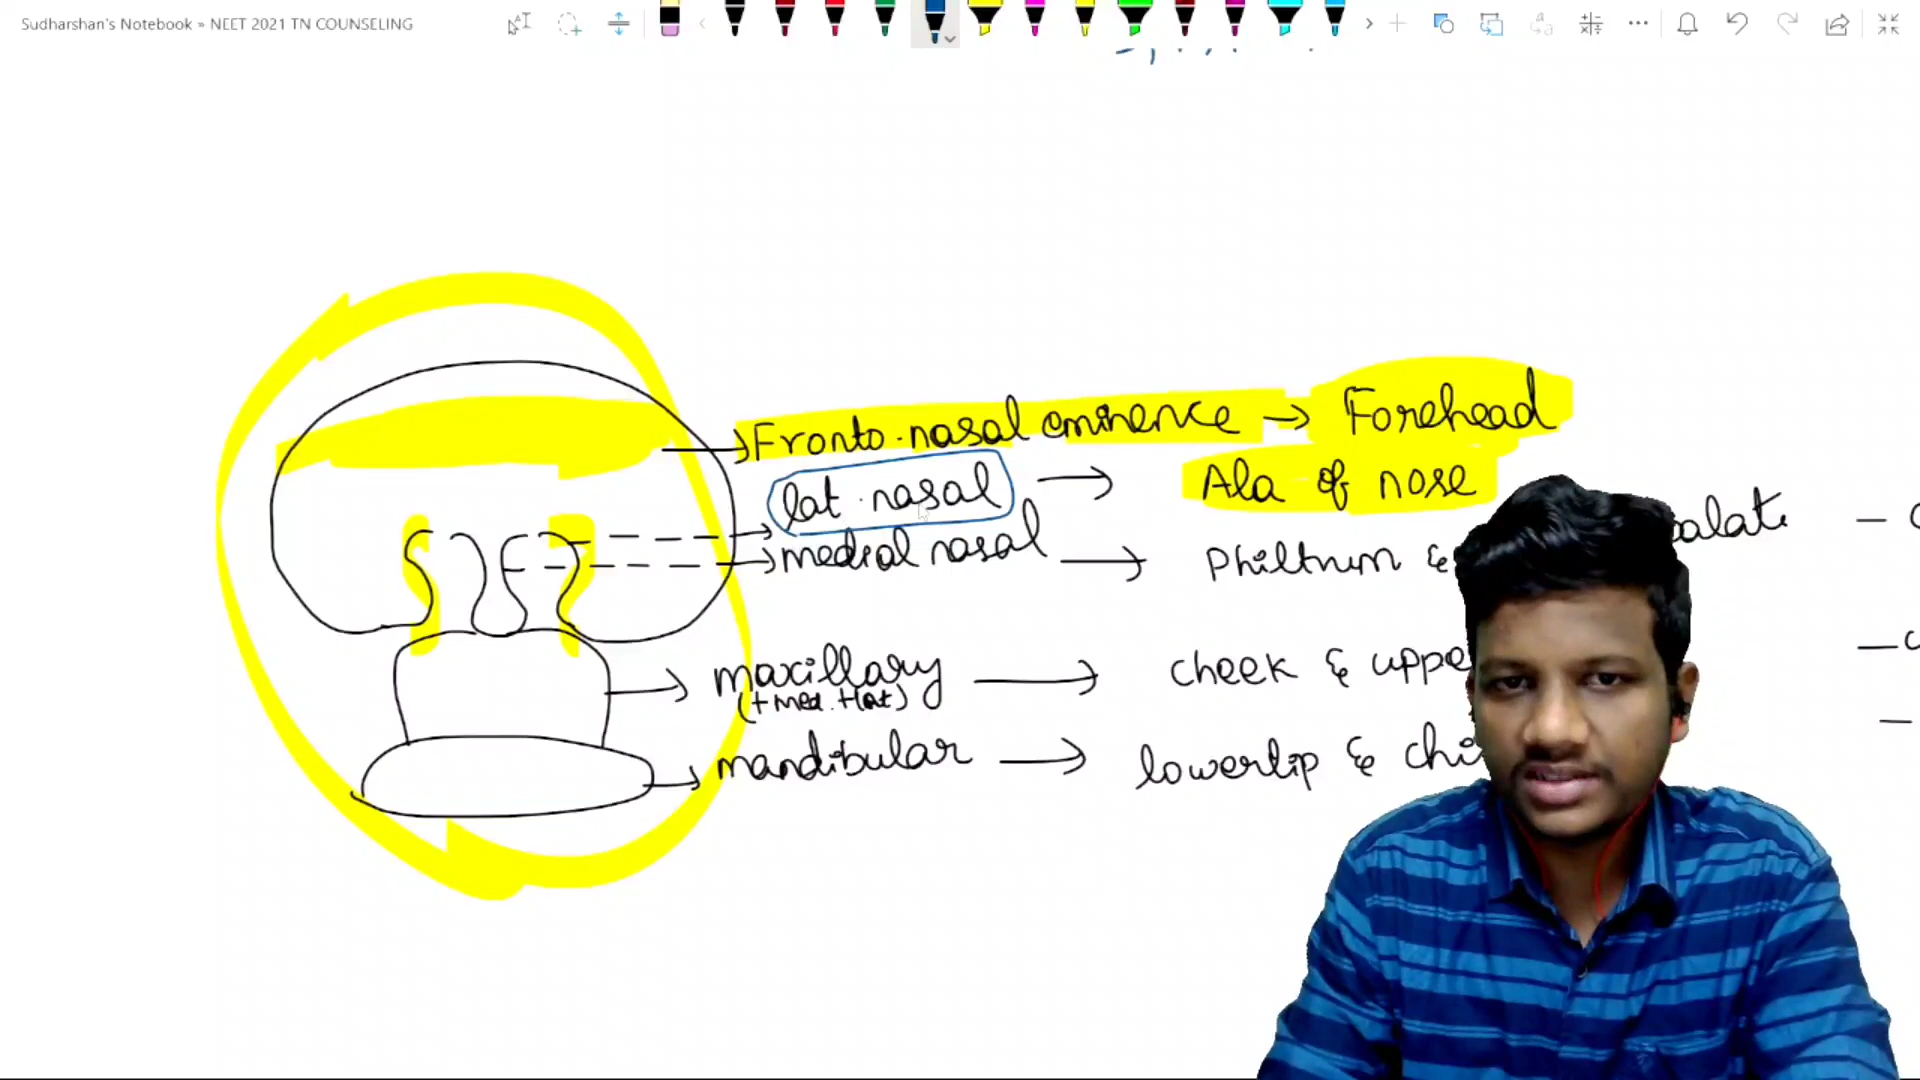 Sudharshan's Notebook » NEET 2021 TN COUNSELING
Fronto-nasal eminence → Forehead
lat. nasal → Ala of nose
medial nasal → Philtrum & palate –
maxillary → cheek & uppe
(+ med. + lat)
mandibular → lowerlip & chi